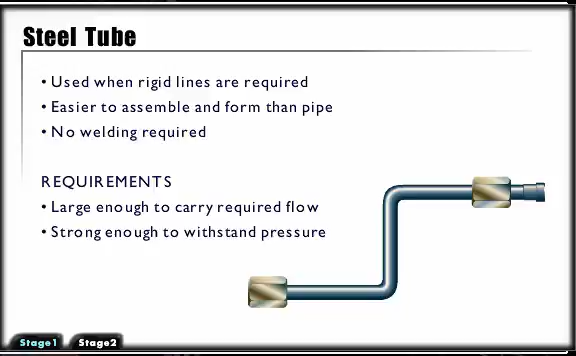 Steel Tube
• Used when rigid lines are required
• Easier to assemble and form than pipe
• No welding required
REQUIREMENTS
• Large enough to carry required flow
• Strong enough to withstand pressure
Stage1 Stage2